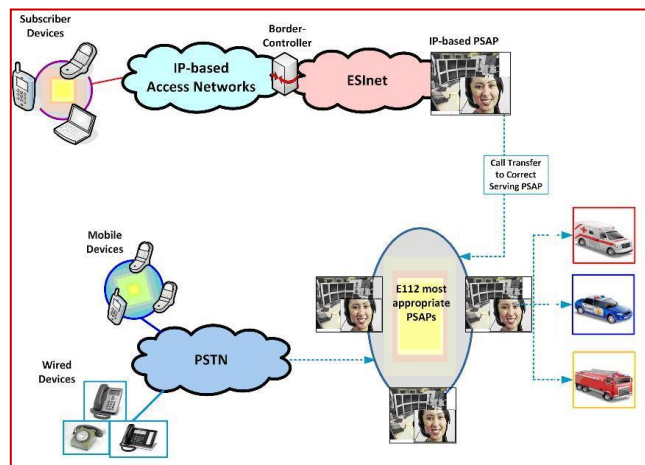 Subscriber
Devices
Border-
Controller
IP-based PSAP
IP-based
Access Networks
ESInet
Call Transfer
to Correct
Serving PSAP
Mobile
Devices
E112 most
appropriate
PSAPs
PSTN
Wired
Devices